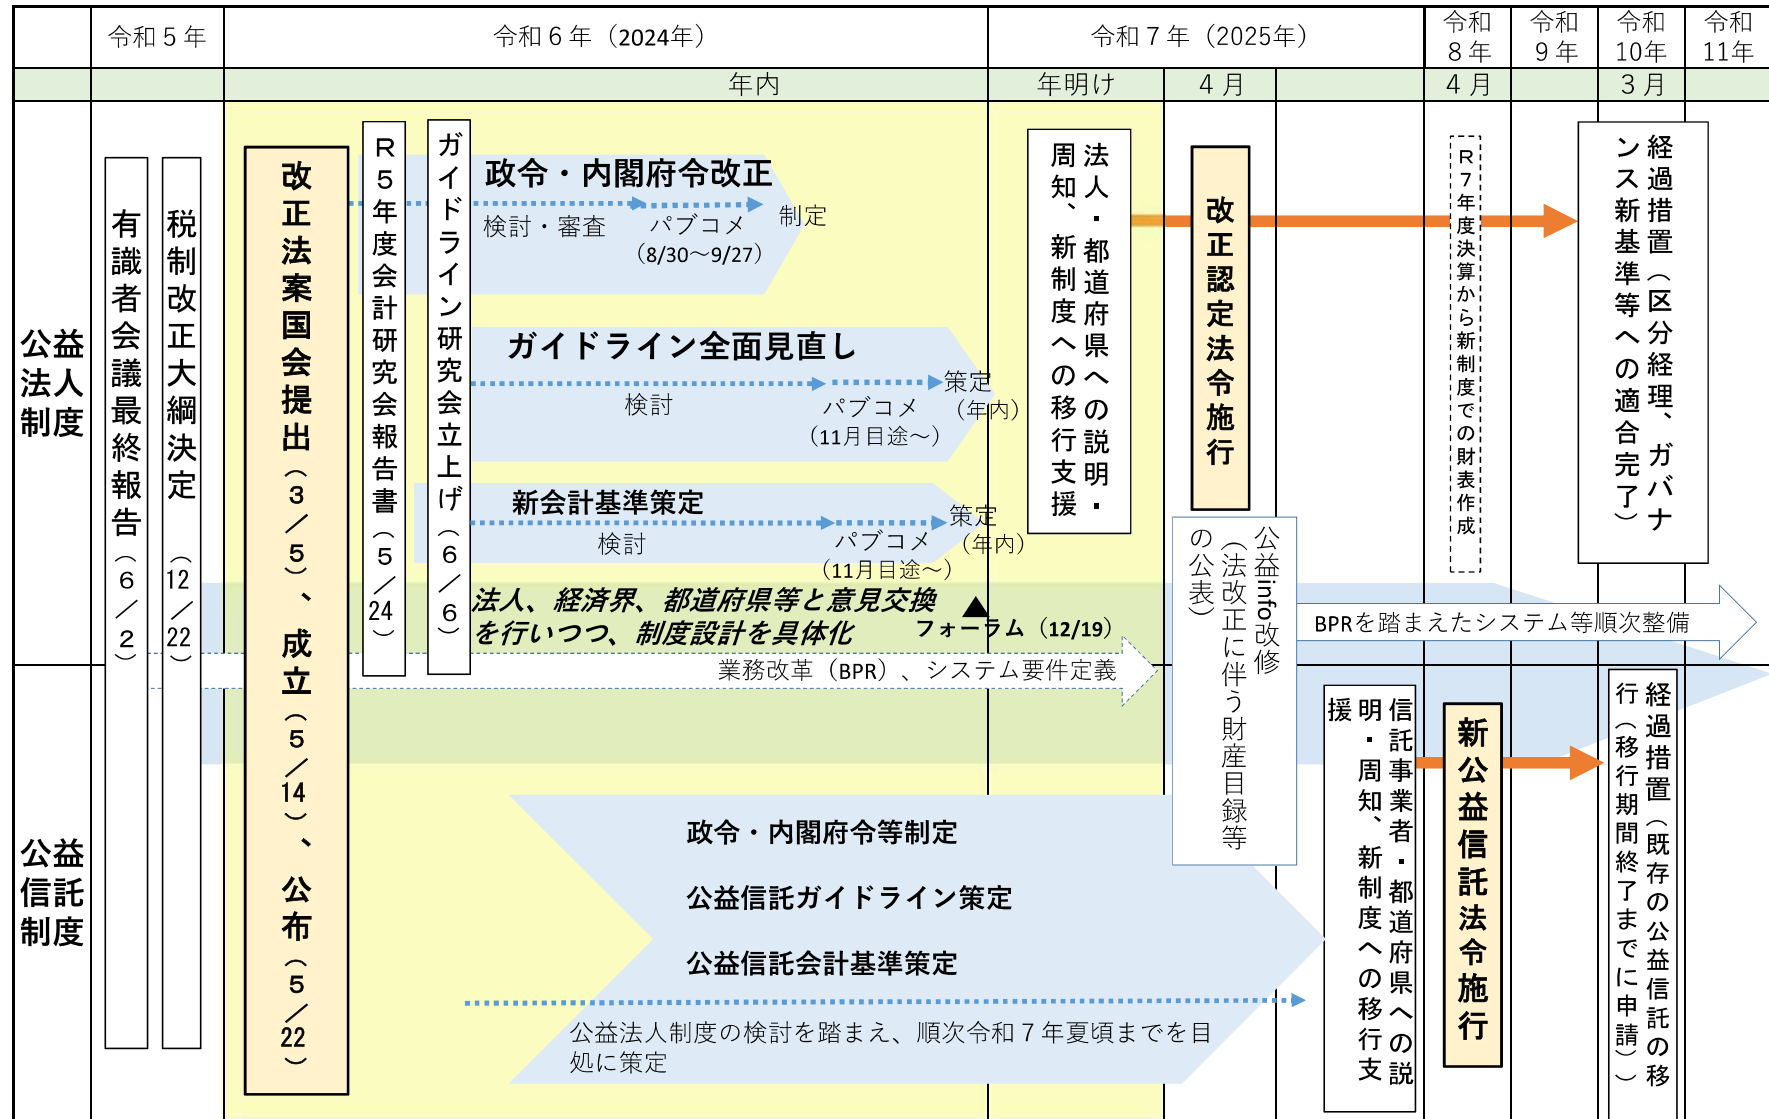 令和５年
令和６年（2024年）
令和７年（2025年）
令和
８年
令和
９年
令和
10年
令和
11年
年内
年明け
４月
４月
３月
公益
法人
制度
有識者会議最終報告（６／２）
税制改正大綱決定（12／22）
改正法案国会提出（３／５）、成立（５／14）、公布（５／22）
Ｒ５年度会計研究会報告書（５／24）
ガイドライン研究会立上げ（６／６）
政令・内閣府令改正
検討・審査
パブコメ
（8/30～9/27）
制定
ガイドライン全面見直し
検討
パブコメ
（11月目途～）
策定
（年内）
新会計基準策定
検討
パブコメ
（11月目途～）
策定
（年内）
法人、経済界、都道府県等と意見交換
を行いつつ、制度設計を具体化
フォーラム（12/19）
業務改革（BPR）、システム要件定義
法人・都道府県への説明・
周知、新制度への移行支援
改正認定法令施行
公益info改修
（法改正に伴う財産目録等
の公表）
Ｒ７年度決算から新制度での財表作成
経過措置（区分経理、ガバナ
ンス新基準等への適合完了）
BPRを踏まえたシステム等順次整備
公益
信託
制度
政令・内閣府令等制定
公益信託ガイドライン策定
公益信託会計基準策定
公益法人制度の検討を踏まえ、順次令和７年夏頃までを目
処に策定
信託事業者・都道府県への説
明・周知、新制度への移行支
援
新公益信託法令施行
経過措置（既存の公益信託の移
行（移行期間終了までに申請））